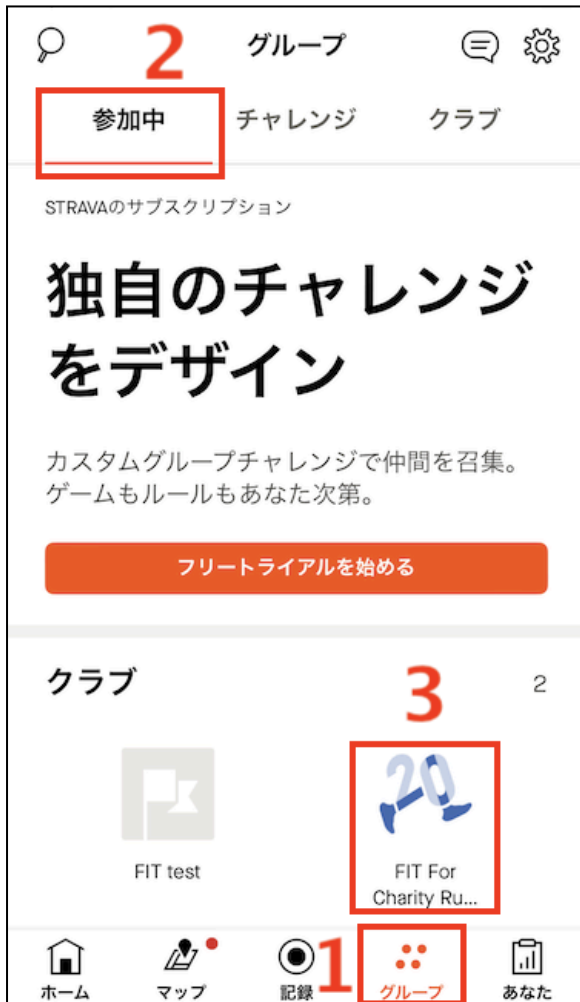 2
グループ
参加中
チャレンジ
クラブ
STRAVAのサブスクリプション
独自のチャレンジ
をデザイン
カスタムグループチャレンジで仲間を召集。
ゲームもルールもあなた次第。
フリートライアルを始める
クラブ
3
2
20
FIT test
FIT For
Charity Ru...
1
ホーム
マップ
記録
グループ
あなた